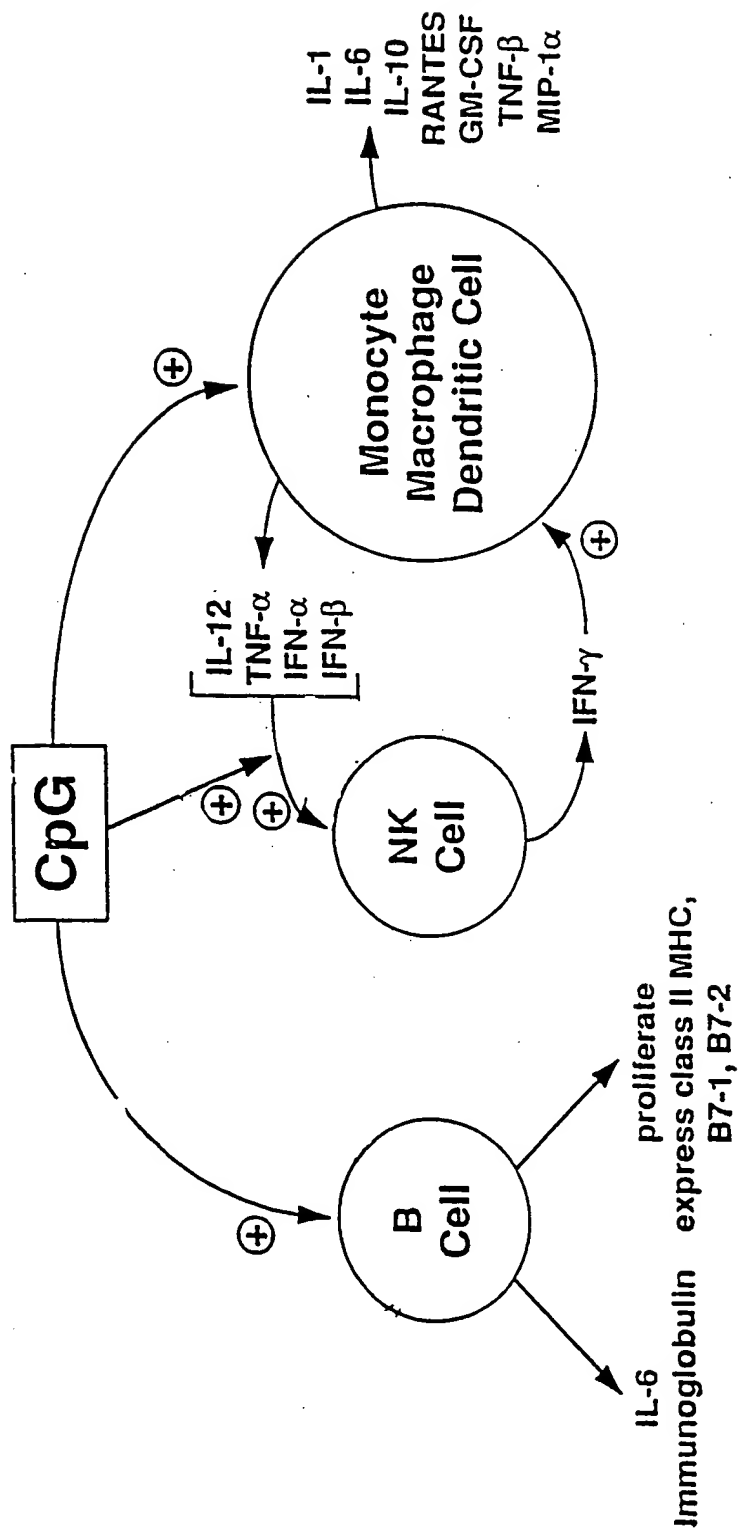 CpG
+
+
+
+
+
B
Cell
NK
Cell
Monocyte
Macrophage
Dendritic Cell
IL-12
TNF-α
IFN-α
IFN-β
IFN-γ
IL-1
IL-6
IL-10
RANTES
GM-CSF
TNF-β
MIP-1α
IL-6
Immunoglobulin
proliferate
express class II MHC,
B7-1, B7-2